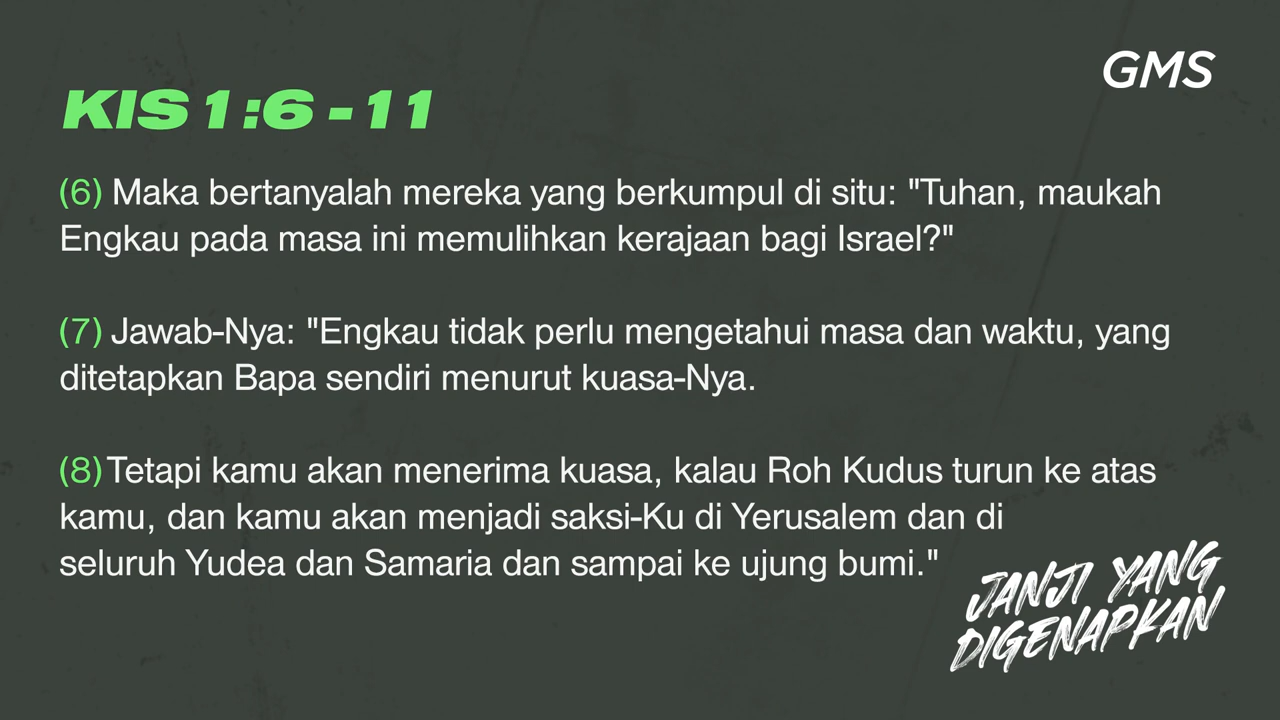 GMS
KIS 1:6 - 11
(6) Maka bertanyalah mereka yang berkumpul di situ: "Tuhan, maukah
Engkau pada masa ini memulihkan kerajaan bagi Israel?"
(7) Jawab-Nya: "Engkau tidak perlu mengetahui masa dan waktu, yang
ditetapkan Bapa sendiri menurut kuasa-Nya.
(8) Tetapi kamu akan menerima kuasa, kalau Roh Kudus turun ke atas
kamu, dan kamu akan menjadi saksi-Ku di Yerusalem dan di
seluruh Yudea dan Samaria dan sampai ke ujung bumi."
JANJI YANG
DIGENAPKAN